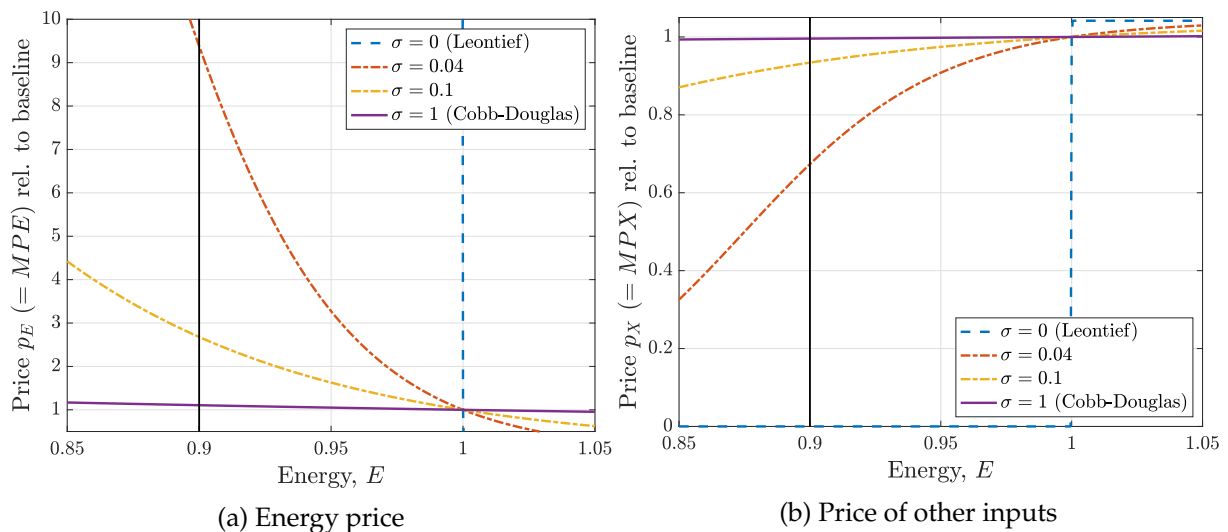 Price $p_E$ (= $MPE$) rel. to baseline
10
9
8
7
6
5
4
3
2
1
σ = 0 (Leontief)
σ = 0.04
σ = 0.1
σ = 1 (Cobb-Douglas)
0.85
0.9
0.95
1
1.05
Energy, $E$
(a) Energy price
Price $p_X$ (= $MPX$) rel. to baseline
1
0.8
0.6
0.4
0.2
0
σ = 0 (Leontief)
σ = 0.04
σ = 0.1
σ = 1 (Cobb-Douglas)
0.85
0.9
0.95
1
1.05
Energy, $E$
(b) Price of other inputs